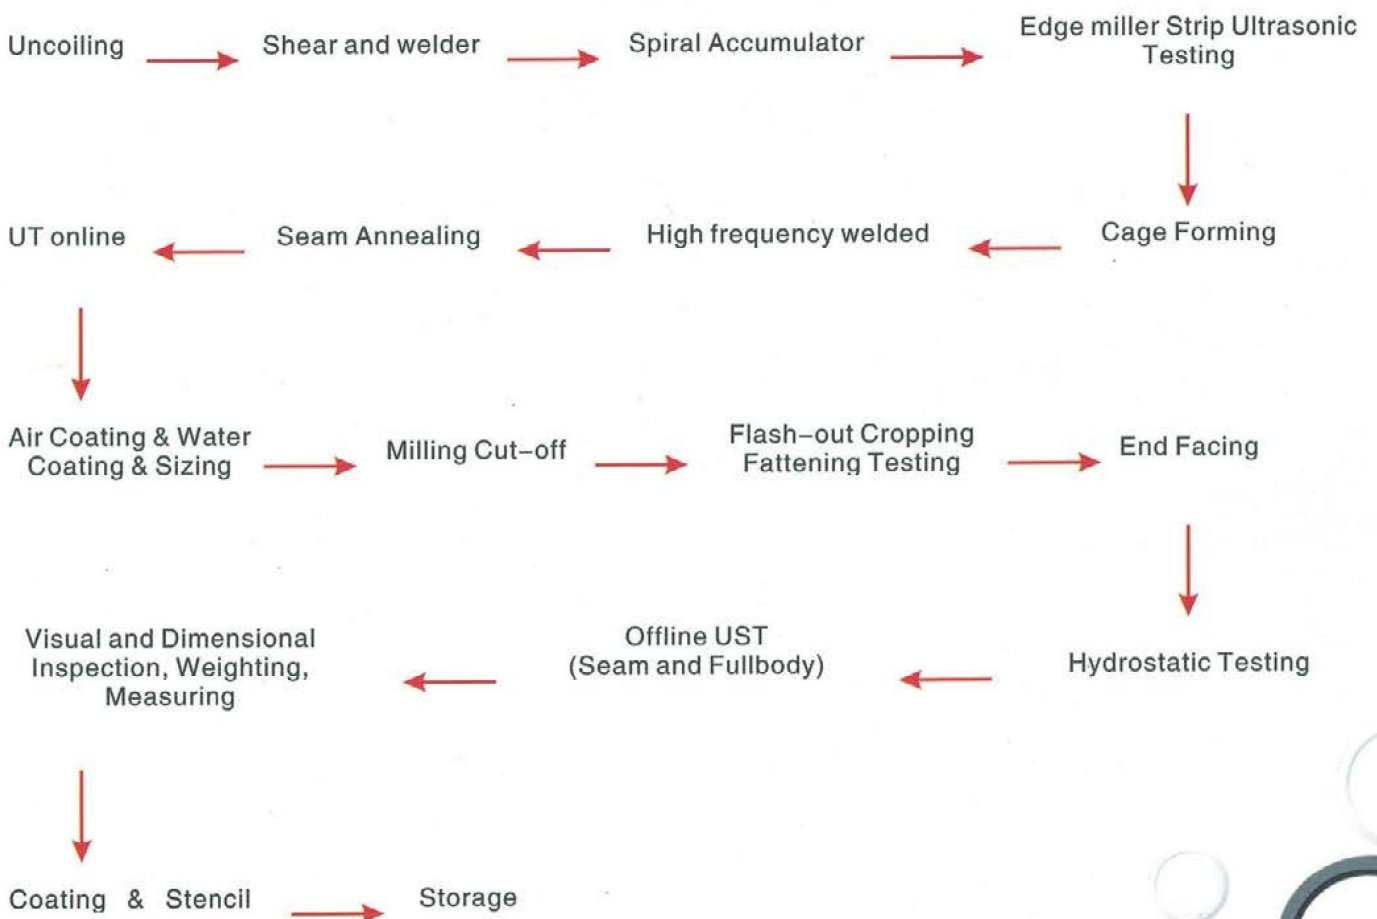 Uncoiling
Shear and welder
Spiral Accumulator
Edge miller Strip Ultrasonic
Testing
Cage Forming
High frequency welded
Seam Annealing
UT online
Air Coating & Water
Coating & Sizing
Milling Cut-off
Flash-out Cropping
Fattening Testing
End Facing
Hydrostatic Testing
Offline UST
(Seam and Fullbody)
Visual and Dimensional
Inspection, Weighting,
Measuring
Coating & Stencil
Storage